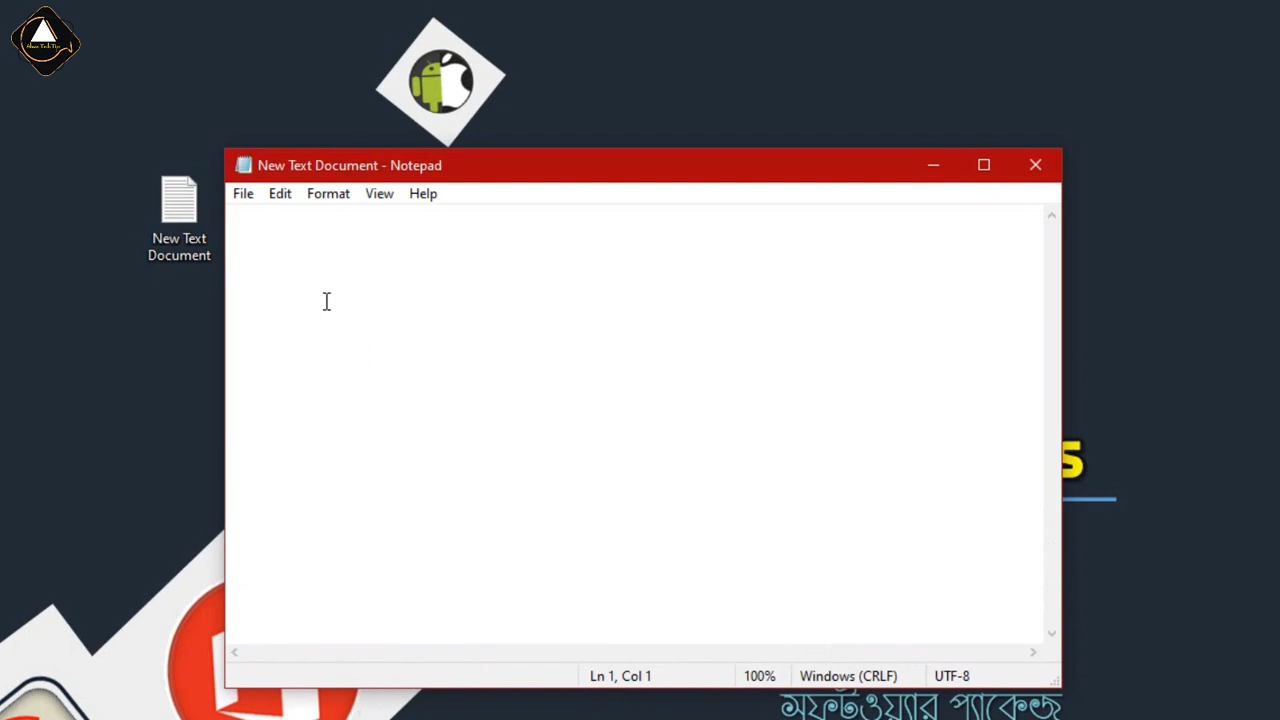 New Text Document - Notepad
File Edit Format View Help
New Text
Document
Ln 1, Col 1 100% Windows (CRLF) UTF-8
সফটওয়্যার প্যাকেজ